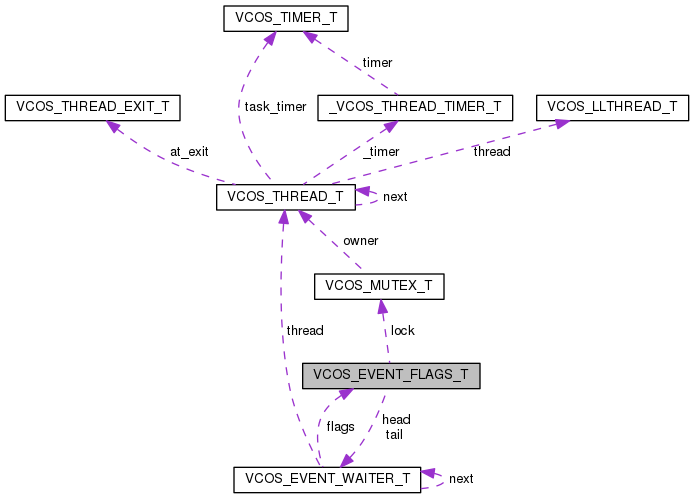 VCOS_TIMER_T
timer
VCOS_THREAD_EXIT_T
task_timer
_VCOS_THREAD_TIMER_T
VCOS_LLTHREAD_T
at_exit
_timer
thread
VCOS_THREAD_T
next
owner
VCOS_MUTEX_T
thread
lock
VCOS_EVENT_FLAGS_T
flags
head
tail
VCOS_EVENT_WAITER_T
next